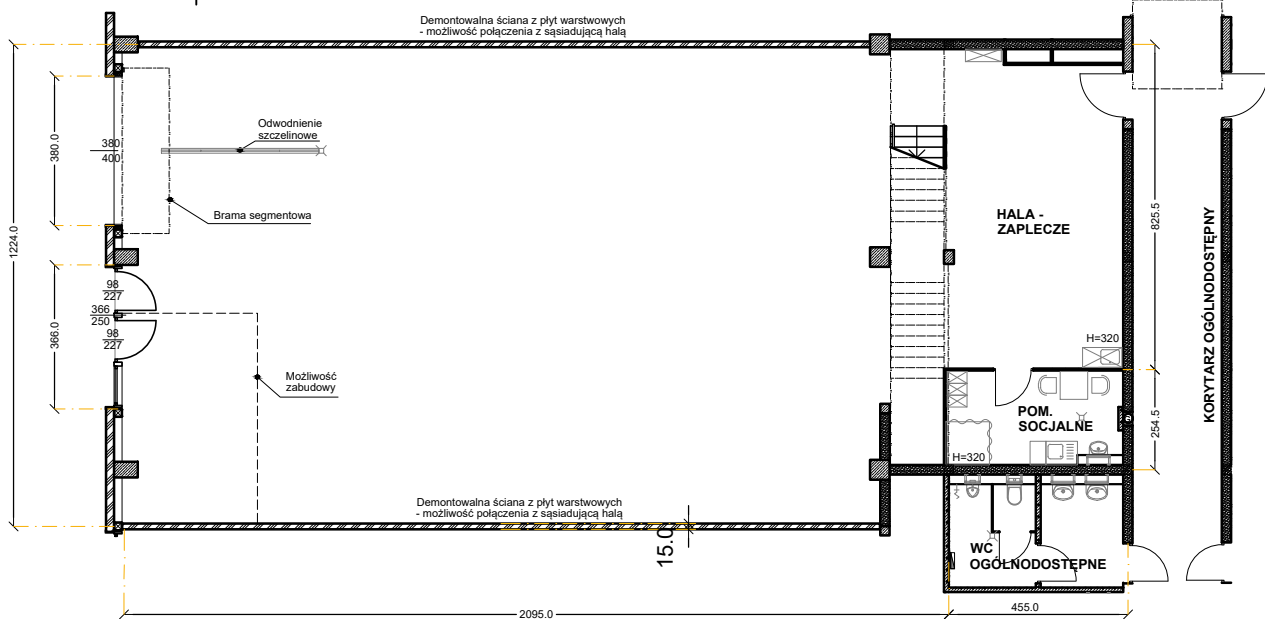 Demontowalna ściana z płyt warstwowych
- możliwość połączenia z sąsiadującą halą
Odwodnienie
szczelinowe
380
400
380.0
1224.0
Brama segmentowa
HALA -
ZAPLECZE
825.5
KORYTARZ OGÓLNODOSTĘPNY
98
227
366
250
98
227
366.0
H=320
Możliwość
zabudowy
POM.
SOCJALNE
254.5
H=320
Demontowalna ściana z płyt warstwowych
- możliwość połączenia z sąsiadującą halą
15.0
WC
OGÓLNODOSTĘPNE
2095.0
455.0